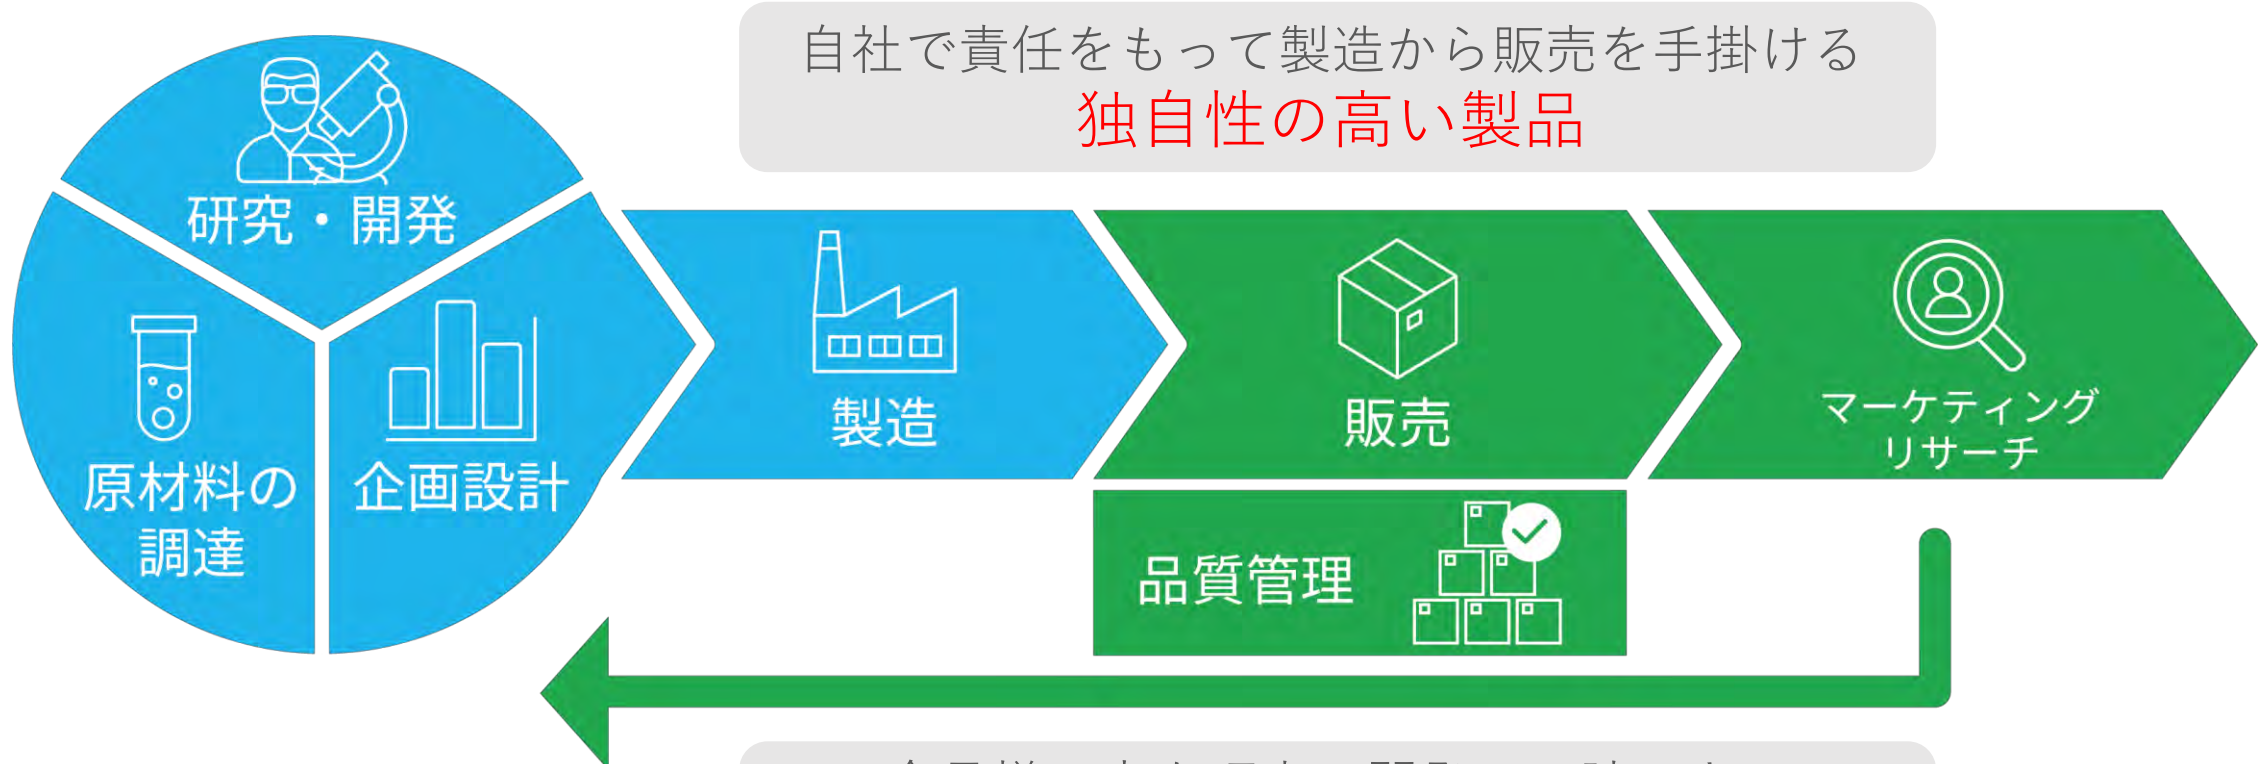 自社で責任をもって製造から販売を手掛ける
独自性の高い製品
研究・開発
原材料の
調達
企画設計
製造
販売
マーケティング
リサーチ
品質管理